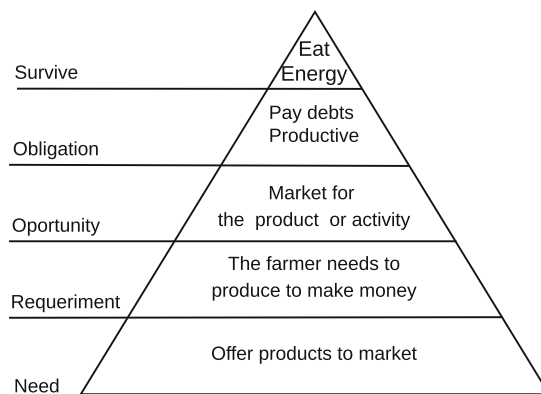 Eat
Energy
Survive
Pay debts
Productive
Obligation
Market for
the product or activity
Oportunity
The farmer needs to
produce to make money
Requeriment
Offer products to market
Need